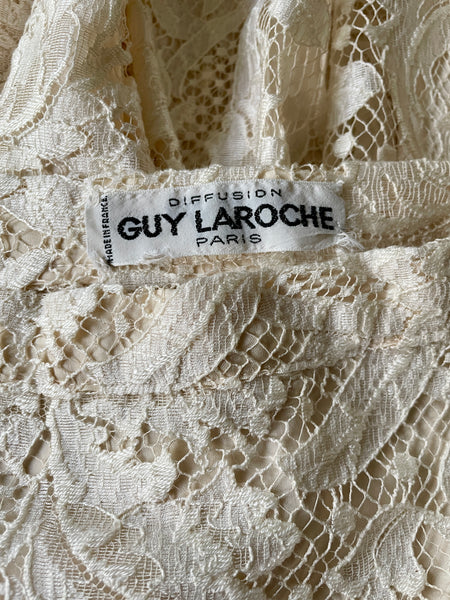 DIFFUSION
GUY LAROCHE
PARIS
MADE IN FRANCE